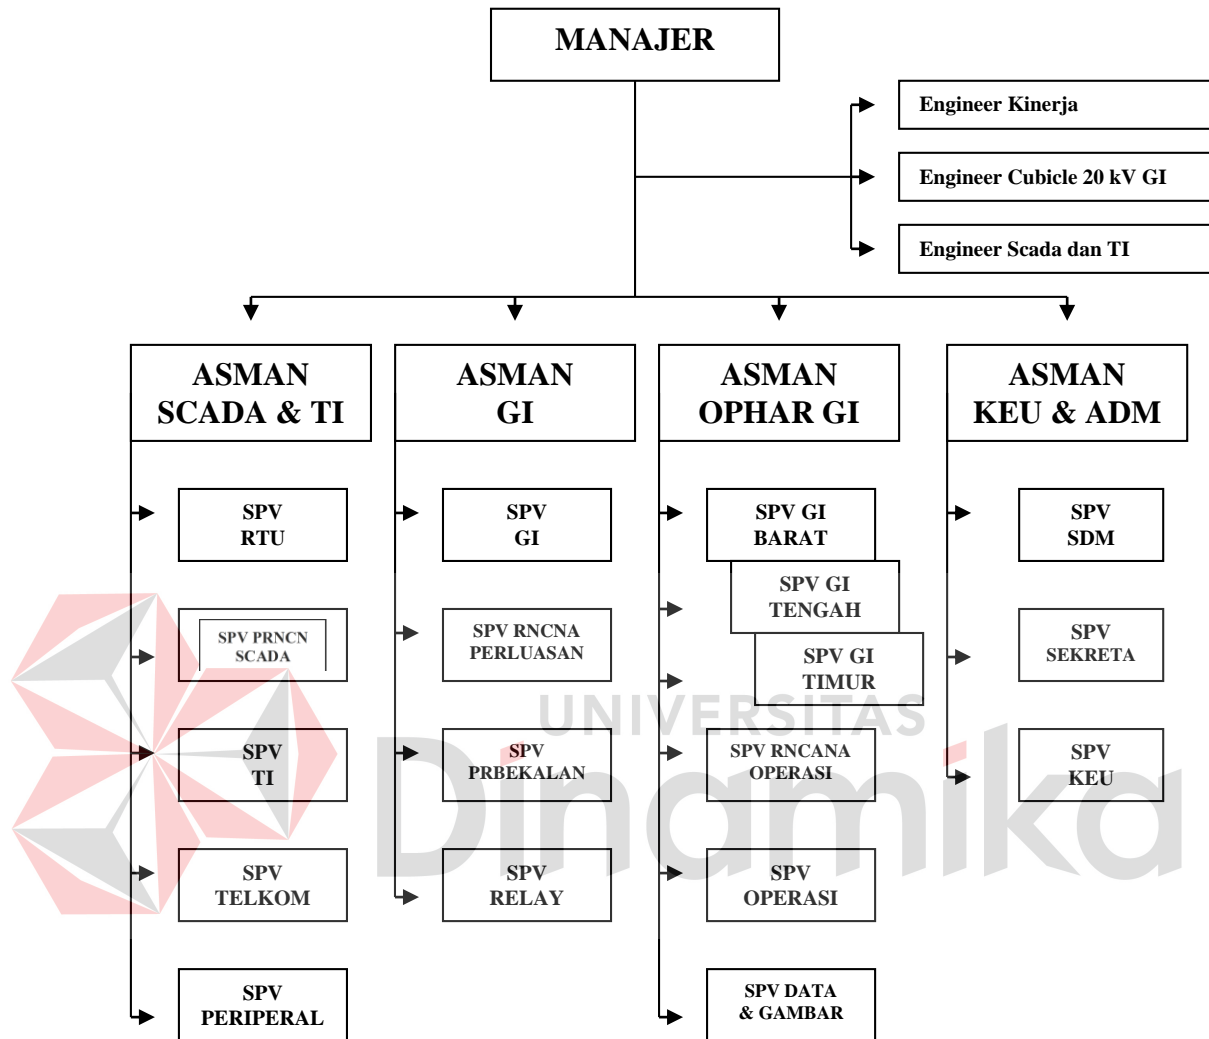 MANAJER
Engineer Kinerja
Engineer Cubicle 20 kV GI
Engineer Scada dan TI
ASMAN
SCADA & TI
ASMAN
GI
ASMAN
OPHAR GI
ASMAN
KEU & ADM
SPV
RTU
SPV PRNCN
SCADA
SPV
TI
SPV
TELKOM
SPV
PERIPERAL
SPV
GI
SPV RNCNA
PERLUASAN
SPV
PRBEKALAN
SPV
RELAY
SPV GI
BARAT
SPV GI
TENGAH
SPV GI
TIMUR
SPV RNCANA
OPERASI
SPV
OPERASI
SPV DATA
& GAMBAR
SPV
SDM
SPV
SEKRETA
SPV
KEU
UNIVERSITAS
Dinamika